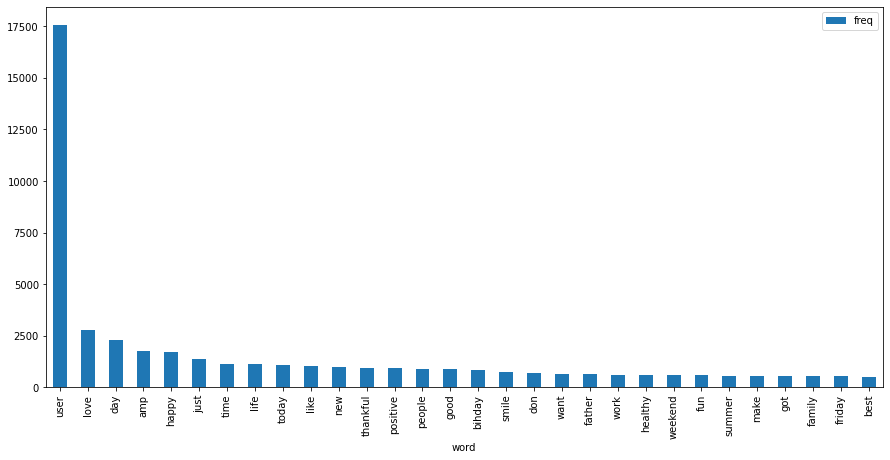 freq
17500
15000
12500
10000
7500
5000
2500
0
user
love
day
amp
happy
just
time
life
today
like
new
thankful
positive
people
good
bihday
smile
don
want
father
work
healthy
weekend
fun
summer
make
got
family
friday
best
word